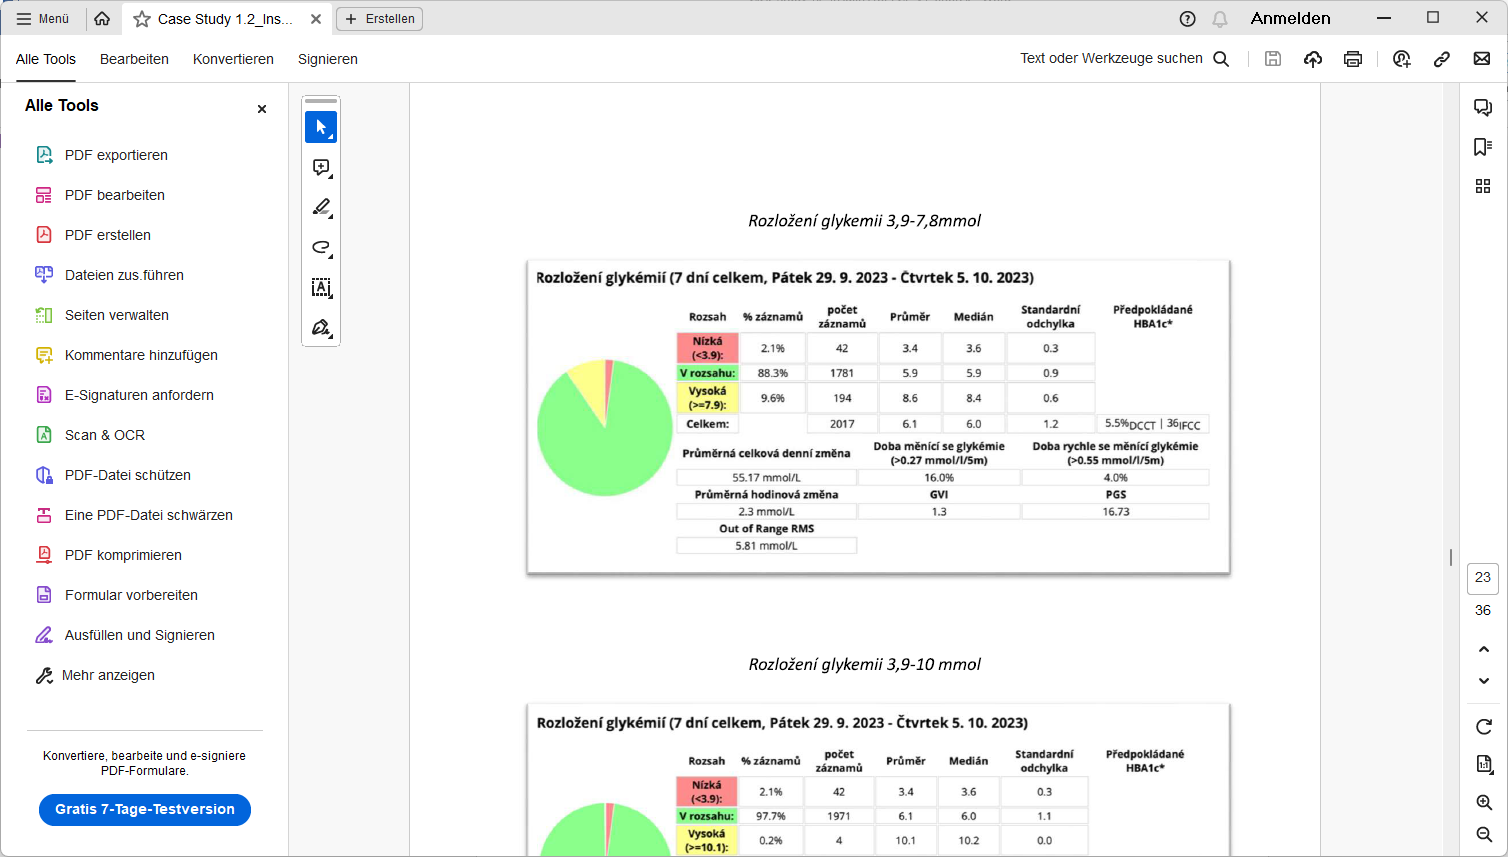 Menü
Case Study 1.2_Ins...
Erstellen
Anmelden
Alle Tools
Bearbeiten
Konvertieren
Signieren
Text oder Werkzeuge suchen
Alle Tools
PDF exportieren
PDF bearbeiten
PDF erstellen
Dateien zus.führen
Seiten verwalten
Kommentare hinzufügen
E-Signaturen anfordern
Scan & OCR
PDF-Datei schützen
Eine PDF-Datei schwärzen
PDF komprimieren
Formular vorbereiten
Ausfüllen und Signieren
Mehr anzeigen
Konvertiere, bearbeite und e-signiere
PDF-Formulare.
Gratis 7-Tage-Testversion
Rozložení glykemii 3,9-7,8mmol
Rozložení glykémií (7 dní celkem, Pátek 29. 9. 2023 - Čtvrtek 5. 10. 2023)
Rozsah % záznamů počet záznamů Průměr Medián Standardní odchylka Předpokládané HBA1c*
Nízká (<3.9): 2.1% 42 3.4 3.6 0.3
V rozsahu: 88.3% 1781 5.9 5.9 0.9
Vysoká (>=7.9): 9.6% 194 8.6 8.4 0.6
Celkem: 2017 6.1 6.0 1.2 5.5%DCCT | 36IFCC
Průměrná celková denní změna Doba měnící se glykémie (>0.27 mmol/l/5m) Doba rychle se měnící glykémie (>0.55 mmol/l/5m)
55.17 mmol/L 16.0% 4.0%
Průměrná hodinová změna GVI PGS
2.3 mmol/L 1.3 16.73
Out of Range RMS
5.81 mmol/L
Rozložení glykemii 3,9-10 mmol
Rozložení glykémií (7 dní celkem, Pátek 29. 9. 2023 - Čtvrtek 5. 10. 2023)
Rozsah % záznamů počet záznamů Průměr Medián Standardní odchylka Předpokládané HBA1c*
Nízká (<3.9): 2.1% 42 3.4 3.6 0.3
V rozsahu: 97.7% 1971 6.1 6.0 1.1
Vysoká (>=10.1): 0.2% 4 10.1 10.2 0.0
23
36